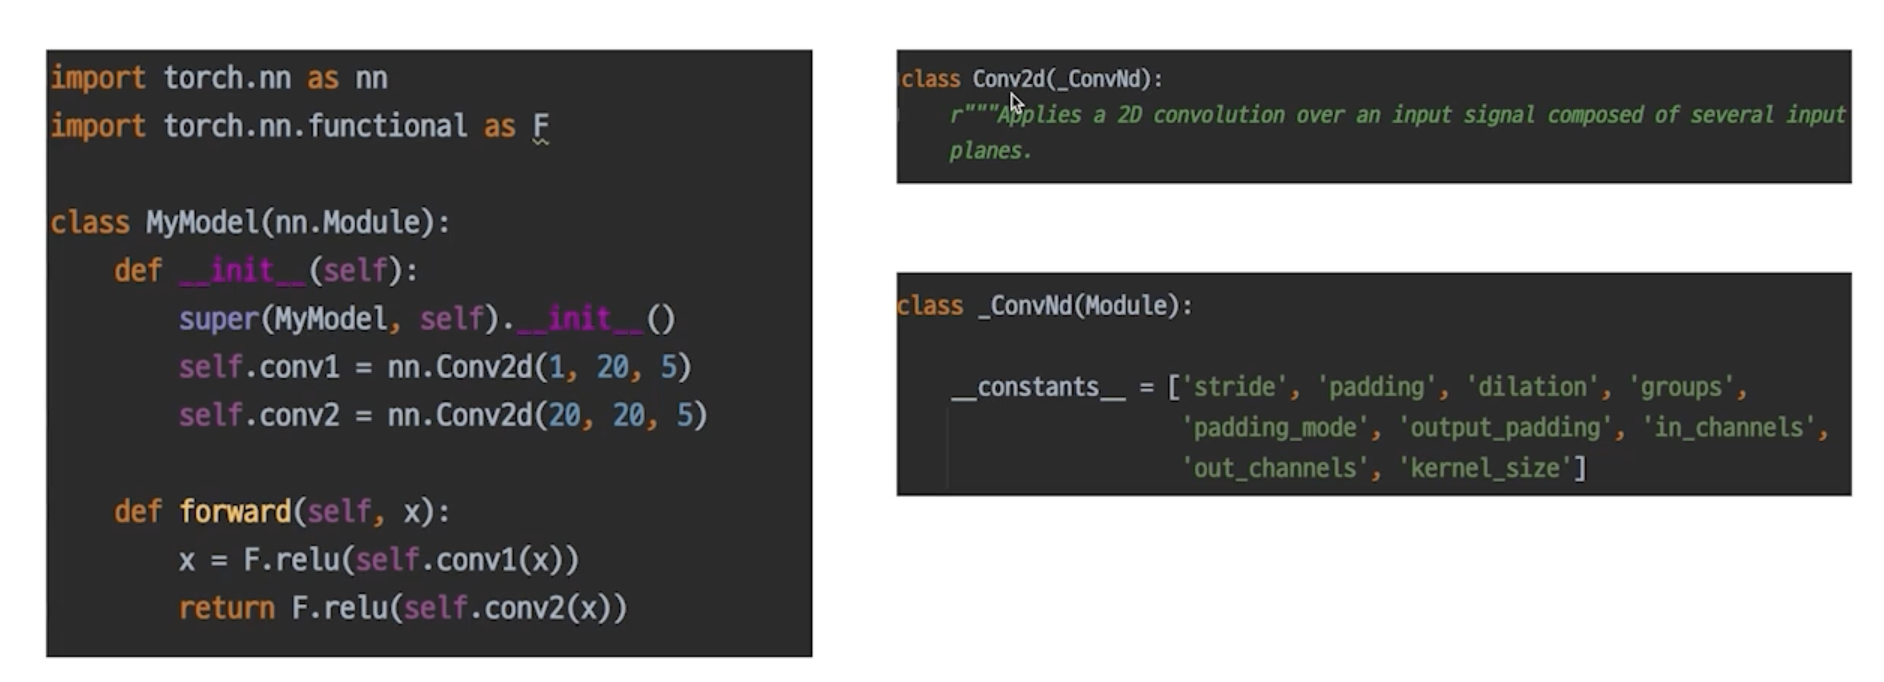 import torch.nn as nn
import torch.nn.functional as F
class MyModel(nn.Module):
    def __init__(self):
        super(MyModel, self).__init__()
        self.conv1 = nn.Conv2d(1, 20, 5)
        self.conv2 = nn.Conv2d(20, 20, 5)
    def forward(self, x):
        x = F.relu(self.conv1(x))
        return F.relu(self.conv2(x))
class Conv2d(_ConvNd):
    r"""Applies a 2D convolution over an input signal composed of several input
    planes.
class _ConvNd(Module):
    __constants__ = ['stride', 'padding', 'dilation', 'groups',
                     'padding_mode', 'output_padding', 'in_channels',
                     'out_channels', 'kernel_size']